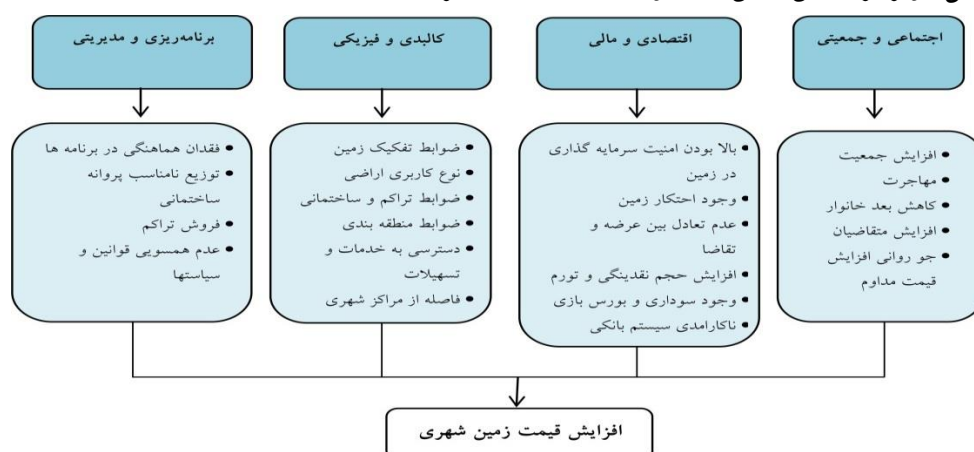 اجتماعی و جمعیتی
افزایش جمعیت
مهاجرت
کاهش بعد خانوار
افزایش متقاضیان
جو روانی افزایش
قیمت مداوم
اقتصادی و مالی
بالا بودن امنیت سرمایه گذاری
در زمین
وجود احتکار زمین
عدم تعادل بین عرضه و
تقاضا
افزایش حجم نقدینگی و تورم
وجود سوداری و بورس بازی
ناکارامدی سیستم بانکی
کالبدی و فیزیکی
ضوابط تفکیک زمین
نوع کاربری اراضی
ضوابط تراکم و ساختمانی
ضوابط منطقه بندی
دسترسی به خدمات و
تسهیلات
فاصله از مراکز شهری
برنامه‌ریزی و مدیریتی
فقدان هماهنگی در برنامه ها
توزیع نامناسب پروانه
ساختمانی
فروش تراکم
عدم همسویی قوانین و
سیاستها
افزایش قیمت زمین شهری